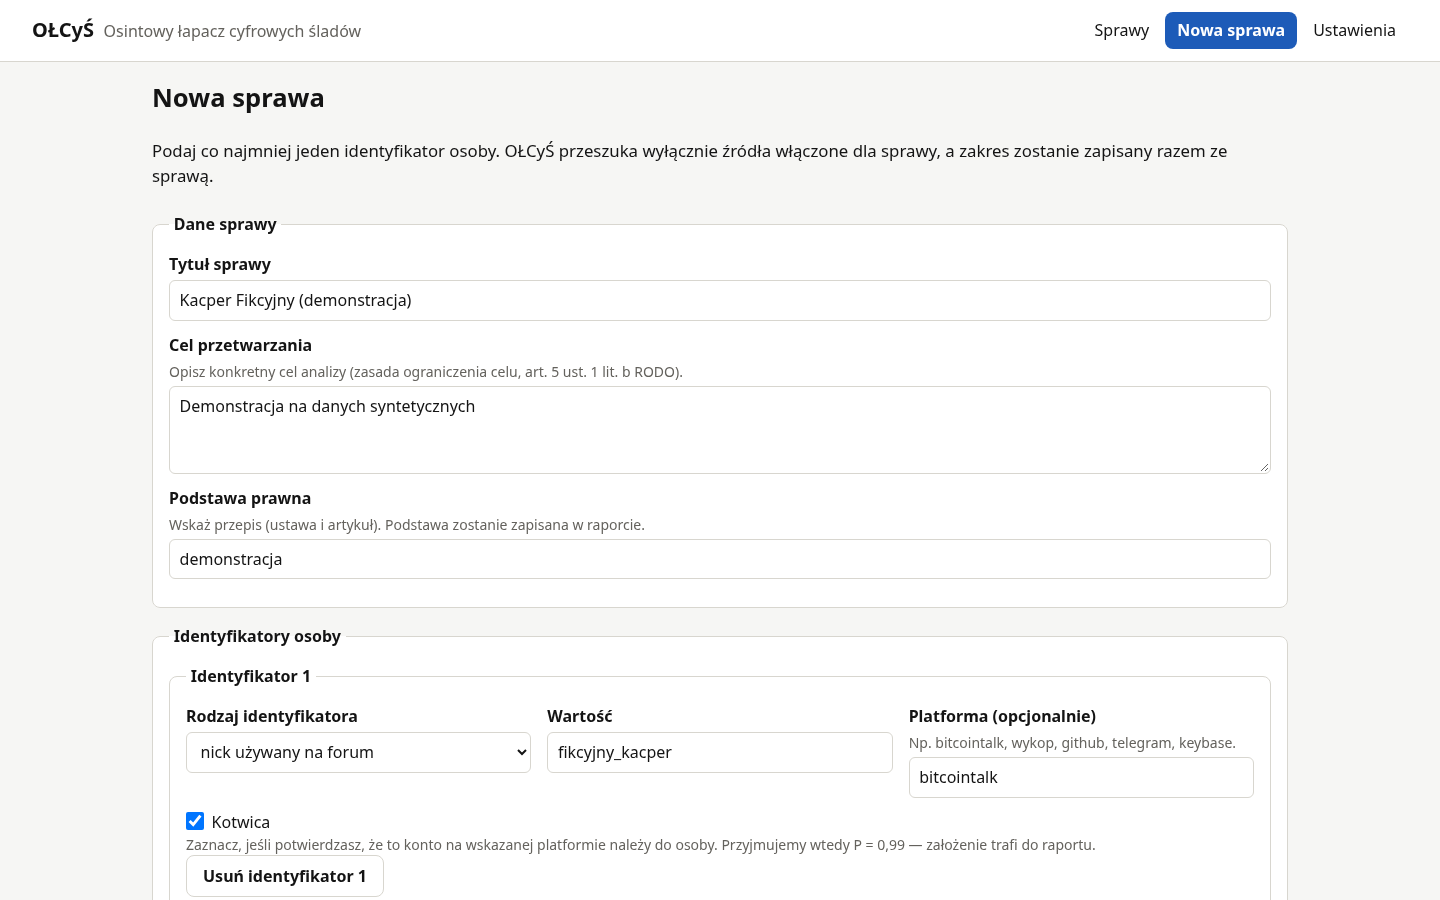 OŁCyŚ Osintowy łapacz cyfrowych śladów
Sprawy
Nowa sprawa
Ustawienia
Nowa sprawa
Podaj co najmniej jeden identyfikator osoby. OŁCyŚ przeszuka wyłącznie źródła włączone dla sprawy, a zakres zostanie zapisany razem ze
sprawą.
Dane sprawy
Tytuł sprawy
Kacper Fikcyjny (demonstracja)
Cel przetwarzania
Opisz konkretny cel analizy (zasada ograniczenia celu, art. 5 ust. 1 lit. b RODO).
Demonstracja na danych syntetycznych
Podstawa prawna
Wskaż przepis (ustawa i artykuł). Podstawa zostanie zapisana w raporcie.
demonstracja
Identyfikatory osoby
Identyfikator 1
Rodzaj identyfikatora
nick używany na forum
Wartość
fikcyjny_kacper
Platforma (opcjonalnie)
Np. bitcointalk, wykop, github, telegram, keybase.
bitcointalk
Kotwica
Zaznacz, jeśli potwierdzasz, że to konto na wskazanej platformie należy do osoby. Przyjmujemy wtedy P = 0,99 — założenie trafi do raportu.
Usuń identyfikator 1